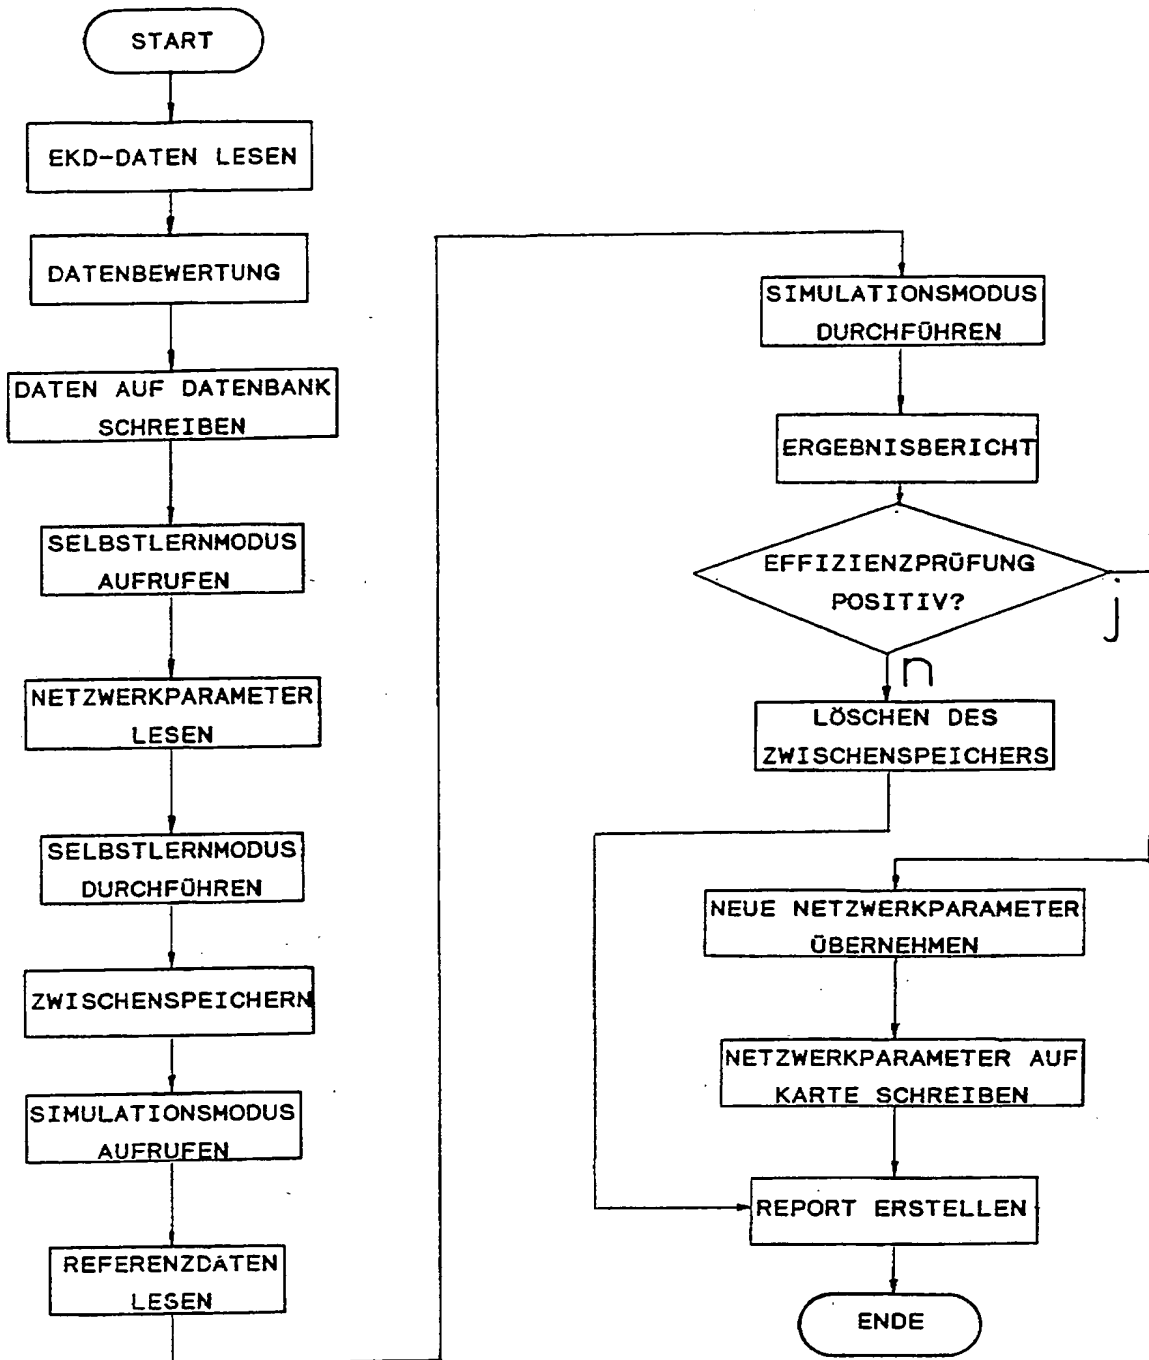 START
EKD-DATEN LESEN
DATENBEWERTUNG
DATEN AUF DATENBANK
SCHREIBEN
SELBSTLERNMODUS
AUFRUFEN
NETZWERKPARAMETER
LESEN
SELBSTLERNMODUS
DURCHFÜHREN
ZWISCHENSPEICHERN
SIMULATIONSMODUS
AUFRUFEN
REFERENZDATEN
LESEN
SIMULATIONSMODUS
DURCHFÜHREN
ERGEBNISBERICHT
EFFIZIENZPRÜFUNG
POSITIV?
j
n
LÖSCHEN DES
ZWISCHENSPEICHERS
NEUE NETZWERKPARAMETER
ÜBERNEHMEN
NETZWERKPARAMETER AUF
KARTE SCHREIBEN
REPORT ERSTELLEN
ENDE